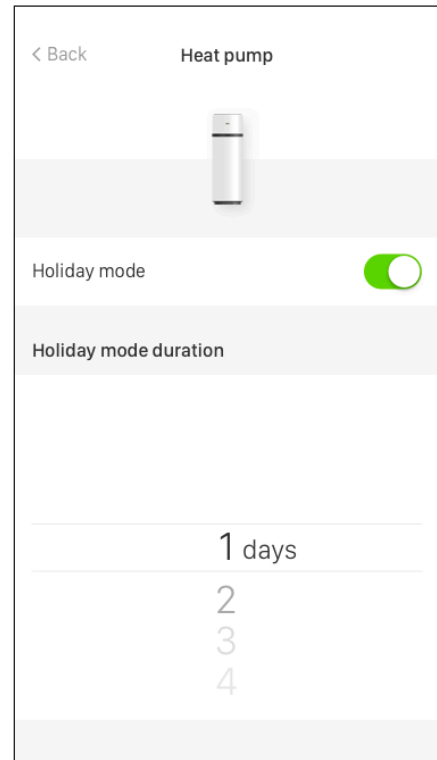 < Back Heat pump
Holiday mode
Holiday mode duration
1 days
2
3
4